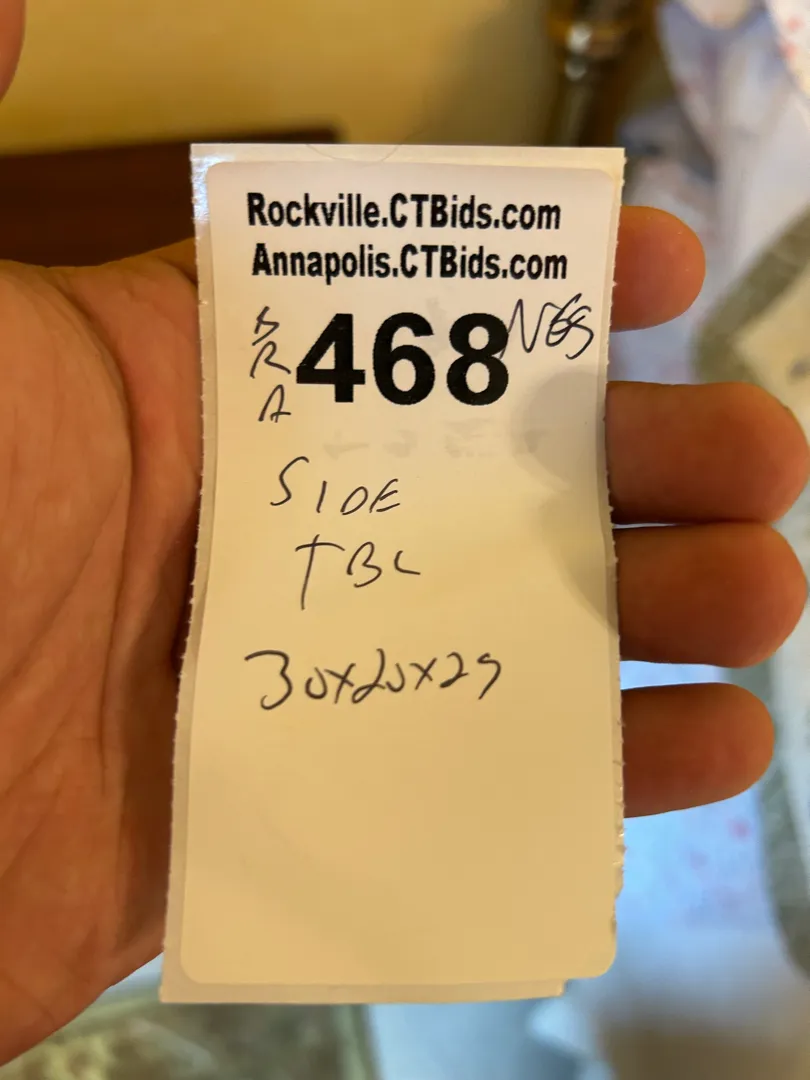 Rockville.CTBids.com
Annapolis.CTBids.com
468
SIDE
TBL
30x20x29